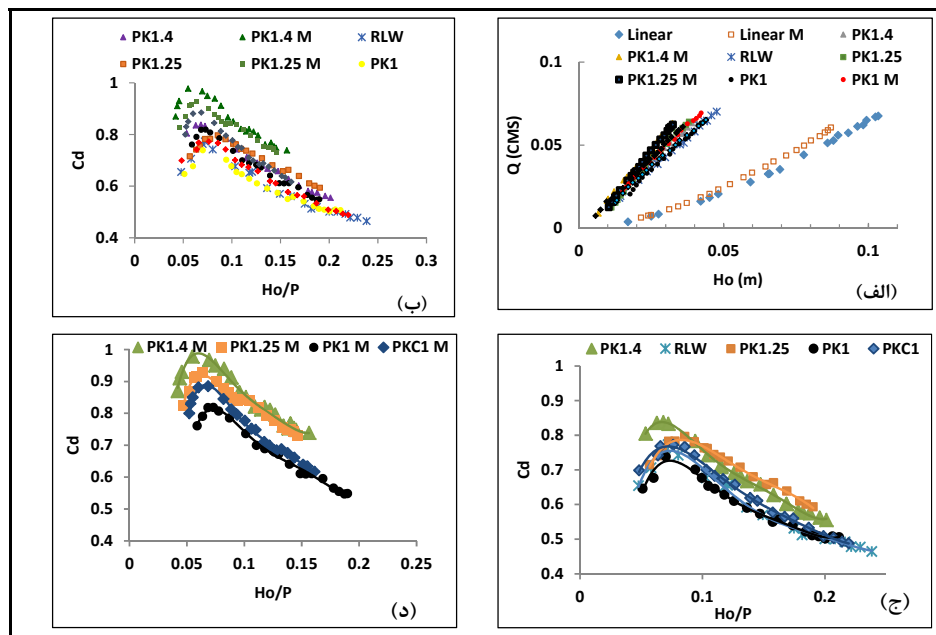 PK1.4 PK1.4 M RLW
PK1.25 PK1.25 M PK1
Cd
1
0.8
0.6
0.4
0 0.05 0.1 0.15 0.2 0.25 0.3
Ho/P
(ب)
Linear Linear M PK1.4
PK1.4 M RLW PK1.25
PK1.25 M PK1 PK1 M
Q (CMS)
0.1
0.05
0
0 0.05 0.1
Ho (m)
(الف)
PK1.4 M PK1.25 M PK1 M PKC1 M
Cd
1
0.9
0.8
0.7
0.6
0.5
0.4
0.00 0.05 0.10 0.15 0.20 0.25
Ho/P
(د)
PK1.4 RLW PK1.25 PK1 PKC1
Cd
1
0.9
0.8
0.7
0.6
0.5
0.4
0 0.1 0.2
Ho/P
(ج)